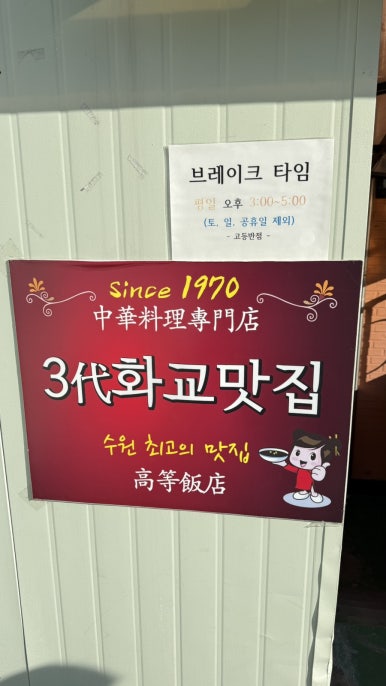 브레이크 타임
평일 오후 3:00~5:00
(토, 일, 공휴일 제외)
- 고등반점 -
Since 1970
中華料理專門店
3代화교맛집
수원 최고의 맛집
高等飯店